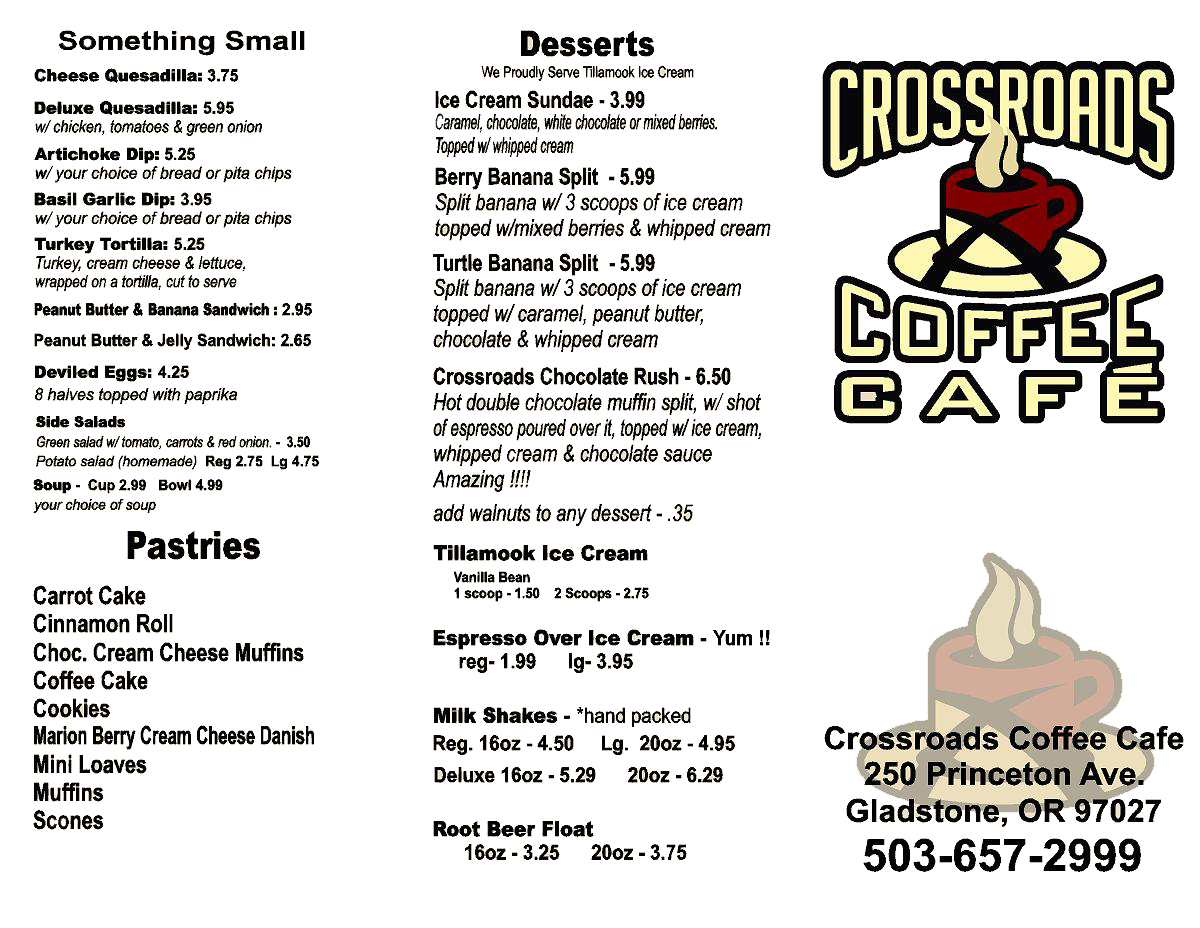 Something Small
Cheese Quesadilla: 3.75
Deluxe Quesadilla: 5.95
w/ chicken, tomatoes & green onion
Artichoke Dip: 5.25
w/ your choice of bread or pita chips
Basil Garlic Dip: 3.95
w/ your choice of bread or pita chips
Turkey Tortilla: 5.25
Turkey, cream cheese & lettuce,
wrapped on a tortilla, cut to serve
Peanut Butter & Banana Sandwich : 2.95
Peanut Butter & Jelly Sandwich: 2.65
Deviled Eggs: 4.25
8 halves topped with paprika
Side Salads
Green salad w/ tomato, carrots & red onion. - 3.50
Potato salad (homemade) Reg 2.75 Lg 4.75
Soup - Cup 2.99 Bowl 4.99
your choice of soup
Pastries
Carrot Cake
Cinnamon Roll
Choc. Cream Cheese Muffins
Coffee Cake
Cookies
Marion Berry Cream Cheese Danish
Mini Loaves
Muffins
Scones
Desserts
We Proudly Serve Tillamook Ice Cream
Ice Cream Sundae - 3.99
Caramel, chocolate, white chocolate or mixed berries.
Topped w/ whipped cream
Berry Banana Split - 5.99
Split banana w/ 3 scoops of ice cream
topped w/mixed berries & whipped cream
Turtle Banana Split - 5.99
Split banana w/ 3 scoops of ice cream
topped w/ caramel, peanut butter,
chocolate & whipped cream
Crossroads Chocolate Rush - 6.50
Hot double chocolate muffin split, w/ shot
of espresso poured over it, topped w/ ice cream,
whipped cream & chocolate sauce
Amazing !!!!
add walnuts to any dessert - .35
Tillamook Ice Cream
Vanilla Bean
1 scoop - 1.50 2 Scoops - 2.75
Espresso Over Ice Cream - Yum !!
reg- 1.99 lg- 3.95
Milk Shakes - *hand packed
Reg. 16oz - 4.50 Lg. 20oz - 4.95
Deluxe 16oz - 5.29 20oz - 6.29
Root Beer Float
16oz - 3.25 20oz - 3.75
CROSSROADS
COFFEE
CAFÉ
Crossroads Coffee Cafe
250 Princeton Ave.
Gladstone, OR 97027
503-657-2999